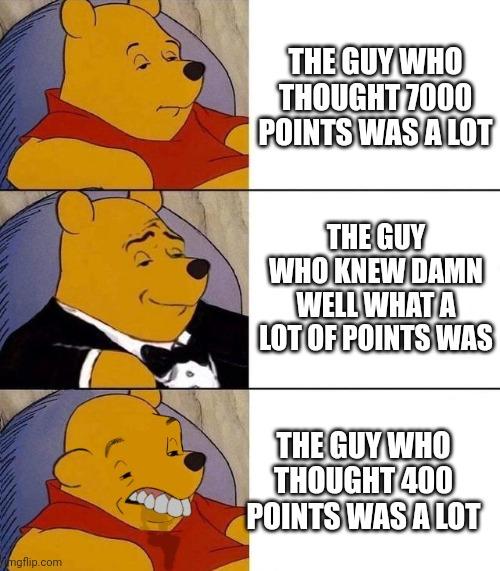 THE GUY WHO
THOUGHT 7000
POINTS WAS A LOT
THE GUY
WHO KNEW DAMN
WELL WHAT A
LOT OF POINTS WAS
THE GUY WHO
THOUGHT 400
POINTS WAS A LOT
imgflip.com